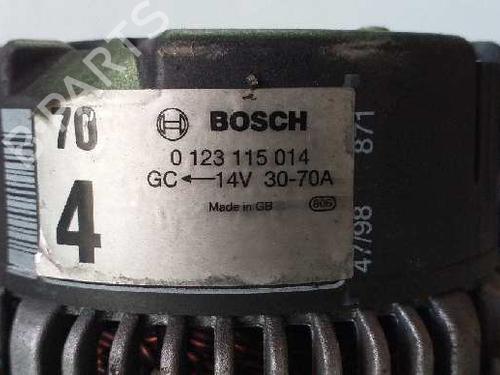 B PARTS
70
4
BOSCH
0 123 115 014
GC ← 14V 30-70A
Made in GB
806
47/98 871